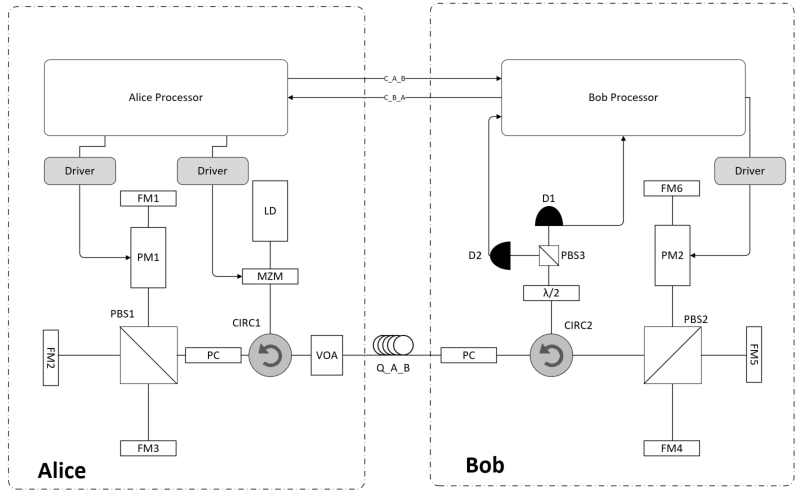 C_A_B
Alice Processor
Bob Processor
C_B_A
Driver
Driver
Driver
FM1
LD
D1
FM6
PM1
D2
PBS3
PM2
MZM
λ/2
PBS1
CIRC1
CIRC2
PBS2
FM2
PC
VOA
Q_A_B
PC
FM5
FM3
FM4
Alice
Bob